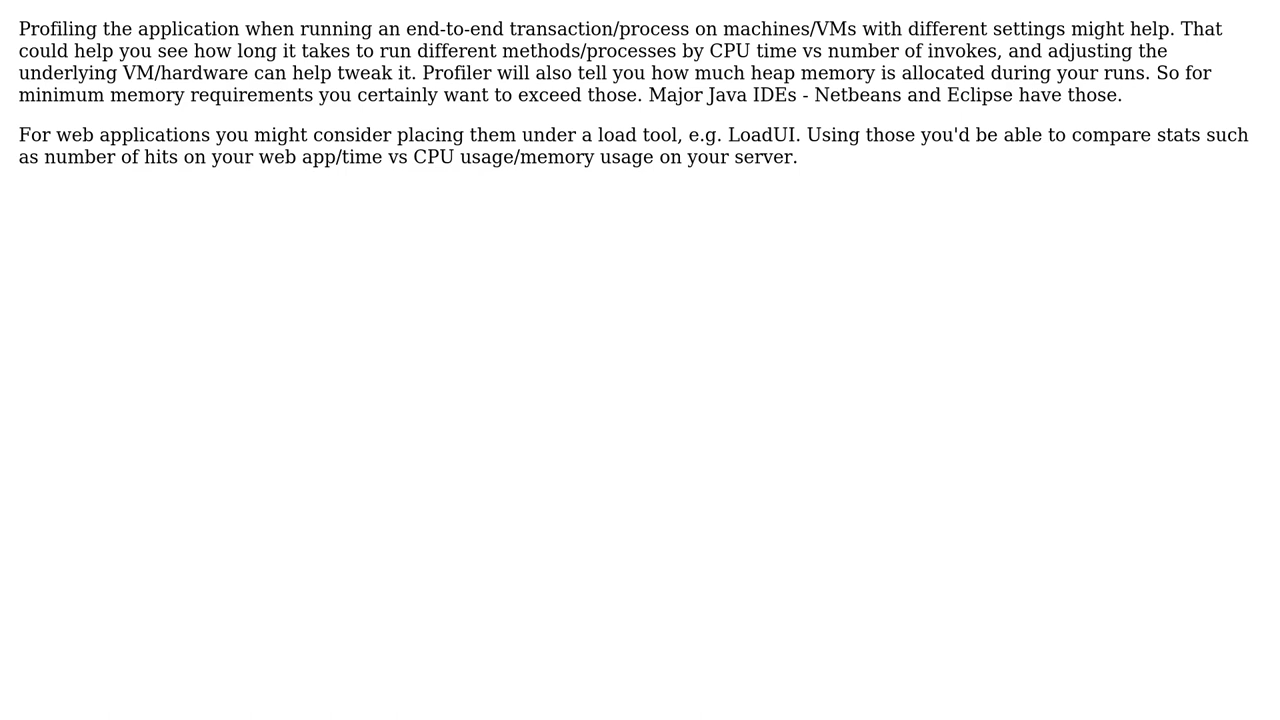 Profiling the application when running an end-to-end transaction/process on machines/VMs with different settings might help. That
could help you see how long it takes to run different methods/processes by CPU time vs number of invokes, and adjusting the
underlying VM/hardware can help tweak it. Profiler will also tell you how much heap memory is allocated during your runs. So for
minimum memory requirements you certainly want to exceed those. Major Java IDEs - Netbeans and Eclipse have those.
For web applications you might consider placing them under a load tool, e.g. LoadUI. Using those you'd be able to compare stats such
as number of hits on your web app/time vs CPU usage/memory usage on your server.